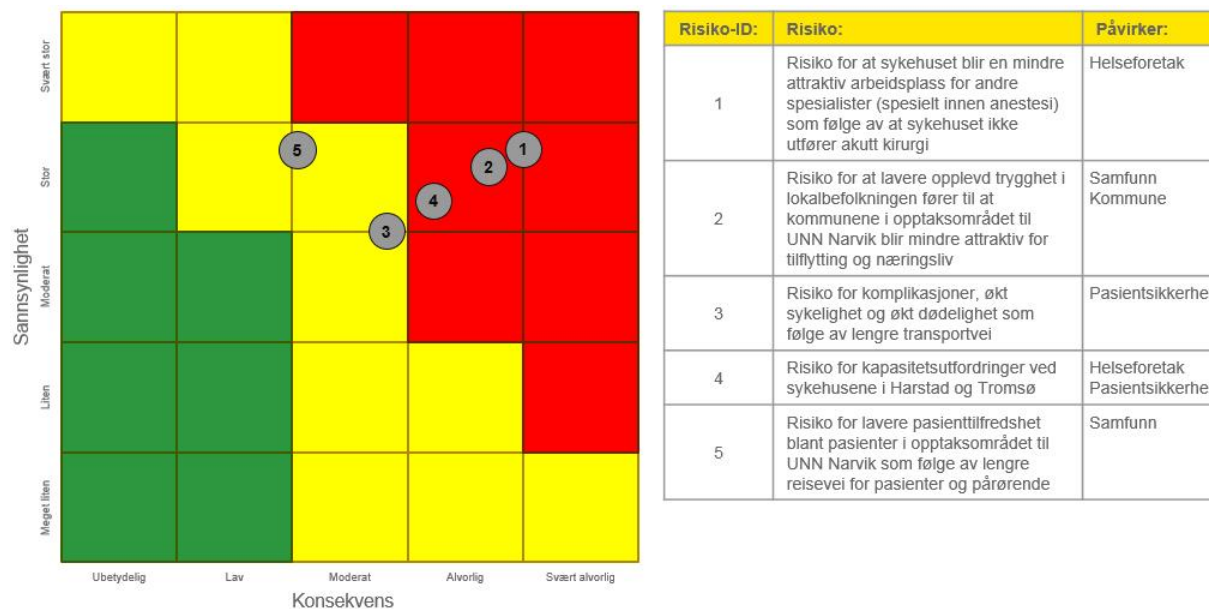 Sannsynlighet
Svært stor
Stor
Moderat
Liten
Meget liten
5
1
2
4
3
Ubetydelig
Lav
Moderat
Alvorlig
Svært alvorlig
Konsekvens
Risiko-ID:
Risiko:
Påvirker:
1
Risiko for at sykehuset blir en mindre
attraktiv arbeidsplass for andre
spesialister (spesielt innen anestesi)
som følge av at sykehuset ikke
utfører akutt kirurgi
Helseforetak
2
Risiko for at lavere opplevd trygghet i
lokalbefolkningen fører til at
kommunene i opptaksområdet til
UNN Narvik blir mindre attraktiv for
tilflytting og næringsliv
Samfunn
Kommune
3
Risiko for komplikasjoner, økt
sykelighet og økt dødelighet som
følge av lengre transportvei
Pasientsikkerhe
4
Risiko for kapasitetsutfordringer ved
sykehusene i Harstad og Tromsø
Helseforetak
Pasientsikkerhe
5
Risiko for lavere pasienttilfredshet
blant pasienter i opptaksområdet til
UNN Narvik som følge av lengre
reisevei for pasienter og pårørende
Samfunn